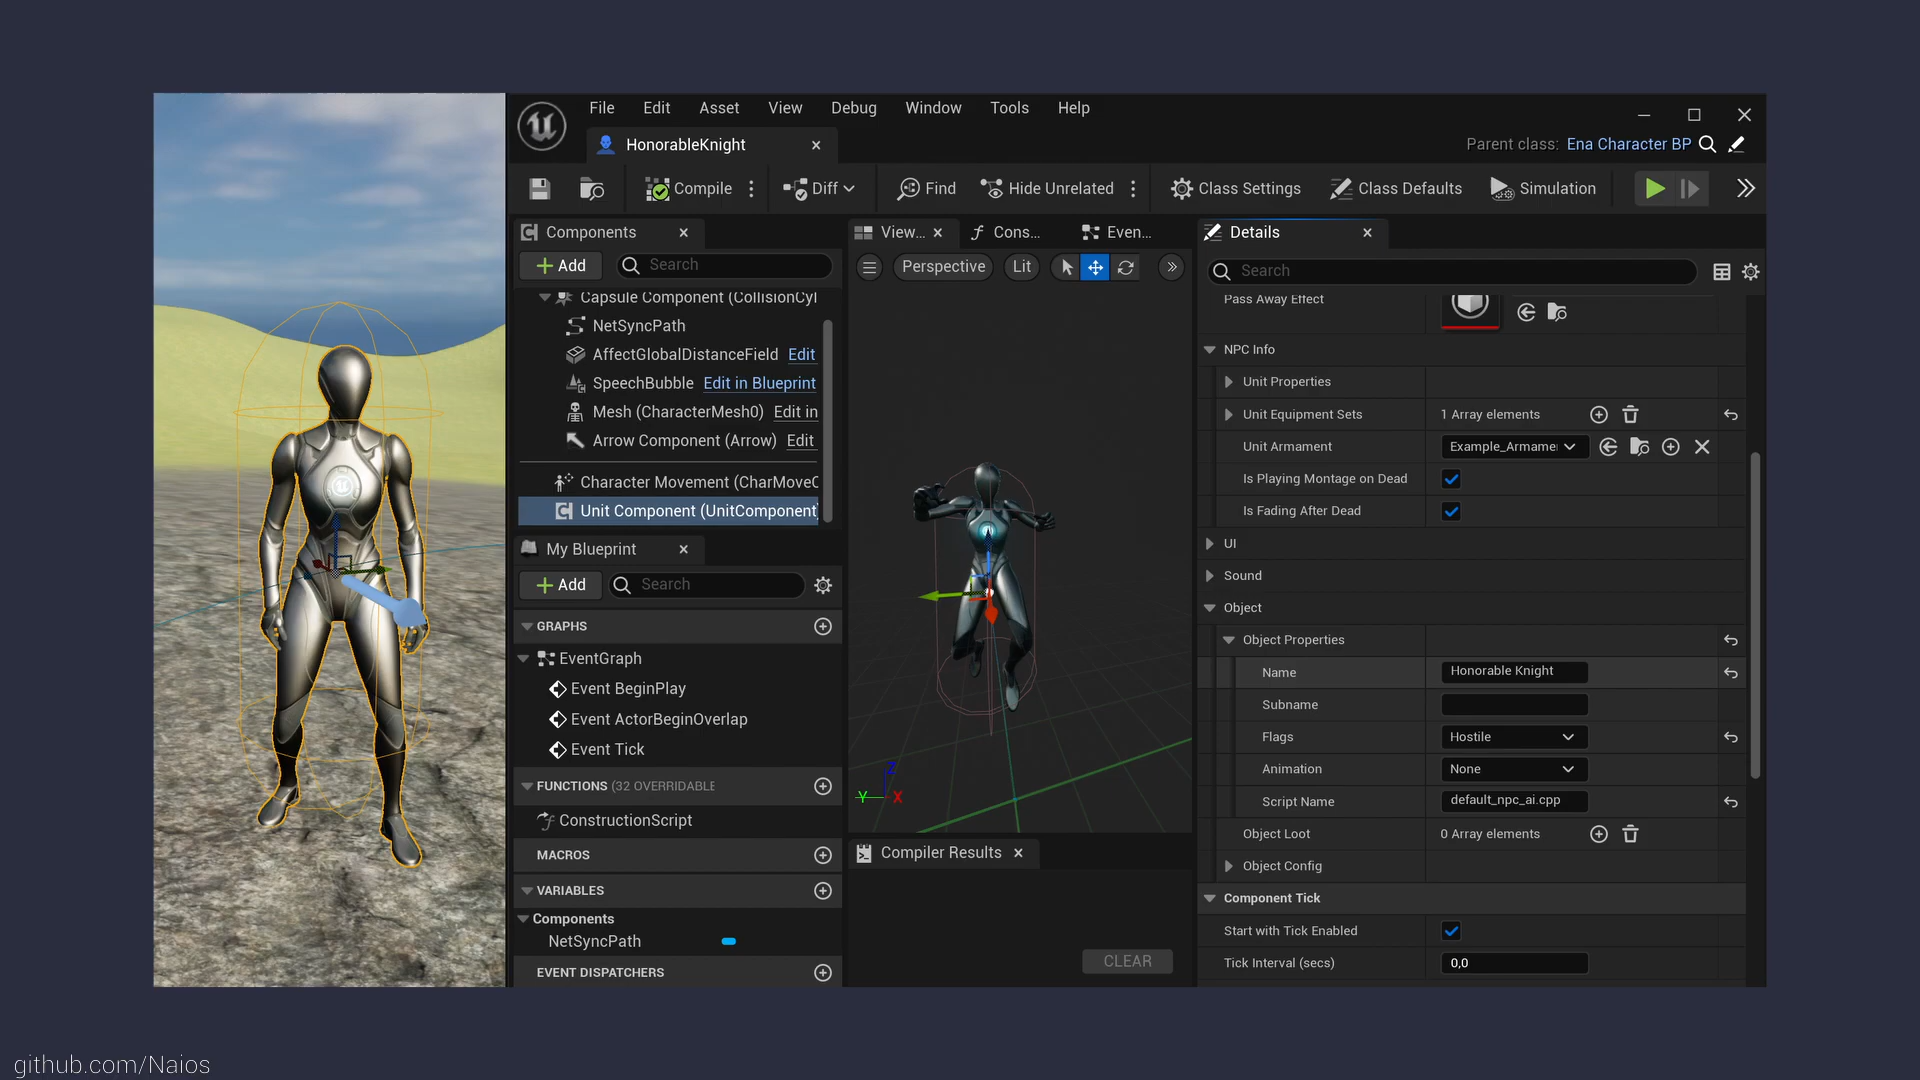 File Edit Asset View Debug Window Tools Help
HonorableKnight
Parent class: Ena Character BP
Compile Diff Find Hide Unrelated Class Settings Class Defaults Simulation
Components
Add Search
Capsule Component (CollisionCyl
NetSyncPath
AffectGlobalDistanceField Edit
SpeechBubble Edit in Blueprint
Mesh (CharacterMesh0) Edit in
Arrow Component (Arrow) Edit
Character Movement (CharMoveC
Unit Component (UnitComponent)
My Blueprint
Add Search
GRAPHS
EventGraph
Event BeginPlay
Event ActorBeginOverlap
Event Tick
FUNCTIONS (32 OVERRIDABLE
ConstructionScript
MACROS
VARIABLES
Components
NetSyncPath
EVENT DISPATCHERS
View... Cons... Even...
Perspective Lit
Z
Y X
Compiler Results
CLEAR
Details
Search
Pass Away Effect
NPC Info
Unit Properties
Unit Equipment Sets 1 Array elements
Unit Armament Example_Armamer
Is Playing Montage on Dead
Is Fading After Dead
UI
Sound
Object
Object Properties
Name Honorable Knight
Subname
Flags Hostile
Animation None
Script Name default_npc_ai.cpp
Object Loot 0 Array elements
Object Config
Component Tick
Start with Tick Enabled
Tick Interval (secs) 0,0
github.com/Naios